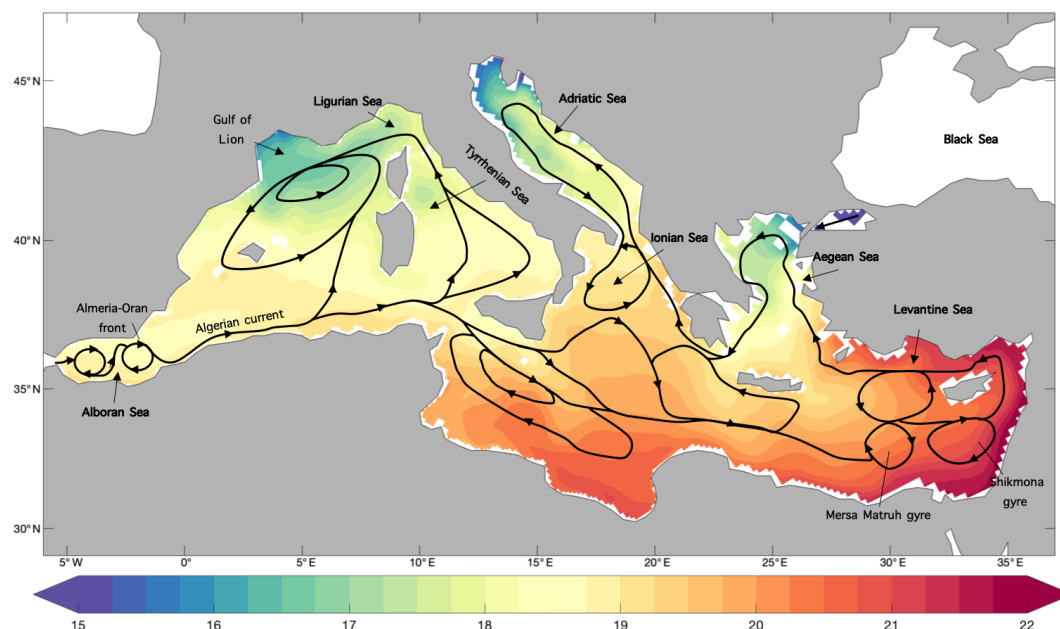 45°N
40°N
35°N
30°N
Ligurian Sea
Gulf of
Lion
Adriatic Sea
Tyrrhenian Sea
Black Sea
Ionian Sea
Aegean Sea
Almeria-Oran
front
Algerian current
Levantine Sea
Alboran Sea
Shikmona
gyre
Mersa Matruh gyre
5°W 0° 5°E 10°E 15°E 20°E 25°E 30°E 35°E
15 16 17 18 19 20 21 22